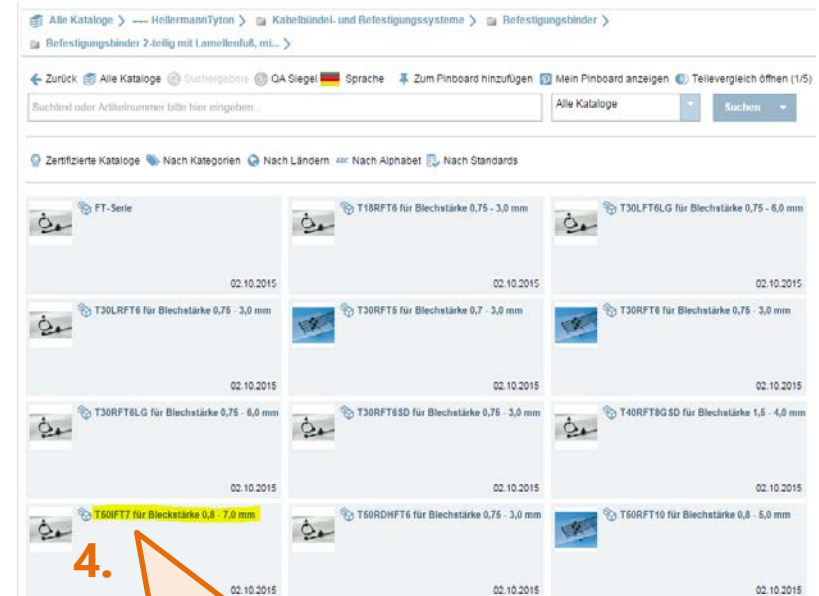 Alle Kataloge > HellermannTyton > Kabelbündel- und Befestigungssysteme > Befestigungsbinder >
Befestigungsbinder 2-teilig mit Lamellenfuß, mi... >
Zurück Alle Kataloge Suchergebnis QA Siegel Sprache Zum Pinboard hinzufügen Mein Pinboard anzeigen Teilevergleich öffnen (1/5)
Suchtext oder Artikelnummer bitte hier eingeben... Alle Kataloge Suchen
Zertifizierte Kataloge Nach Kategorien Nach Ländern ABC Nach Alphabet Nach Standards
FT-Serie T18RFT6 für Blechstärke 0,75 - 3,0 mm T30LFT6LG für Blechstärke 0,75 - 6,0 mm
02.10.2015 02.10.2015 02.10.2015
T30LRFT6 für Blechstärke 0,75 - 3,0 mm T30RFT5 für Blechstärke 0,7 - 3,0 mm T30RFT6 für Blechstärke 0,75 - 3,0 mm
02.10.2015 02.10.2015 02.10.2015
T30RFT6LG für Blechstärke 0,75 - 6,0 mm T30RFT6SD für Blechstärke 0,75 - 3,0 mm T40RFT8GSD für Blechstärke 1,5 - 4,0 mm
02.10.2015 02.10.2015 02.10.2015
T50IFT7 für Bleckstärke 0,8 - 7,0 mm T50RDHFT6 für Blechstärke 0,75 - 3,0 mm T50RFT10 für Blechstärke 0,8 - 5,0 mm
4.
02.10.2015 02.10.2015 02.10.2015